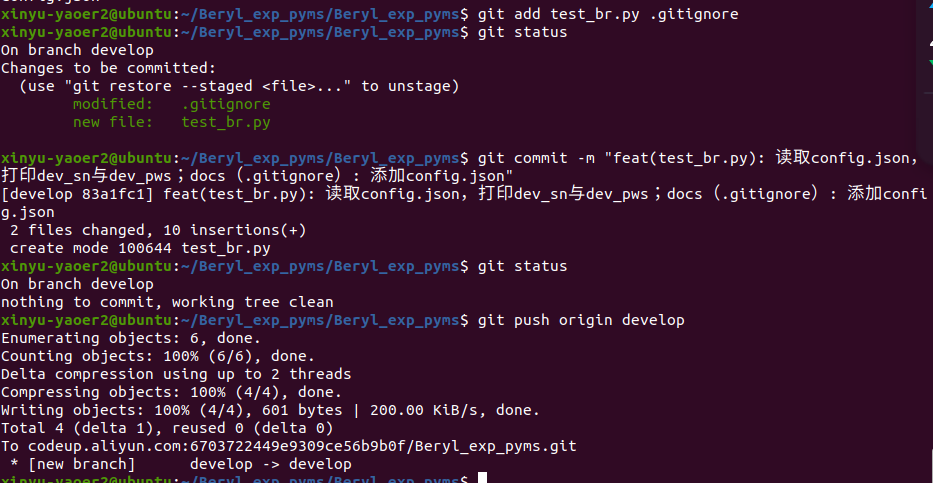 xinyu-yaoer2@ubuntu:~/Beryl_exp_pyms/Beryl_exp_pyms$ git add test_br.py .gitignore
xinyu-yaoer2@ubuntu:~/Beryl_exp_pyms/Beryl_exp_pyms$ git status
On branch develop
Changes to be committed:
  (use "git restore --staged <file>..." to unstage)
        modified:   .gitignore
        new file:   test_br.py
xinyu-yaoer2@ubuntu:~/Beryl_exp_pyms/Beryl_exp_pyms$ git commit -m "feat(test_br.py): 读取config.json，
打印dev_sn与dev_pws；docs（.gitignore）：添加config.json"
[develop 83a1fc1] feat(test_br.py): 读取config.json，打印dev_sn与dev_pws；docs（.gitignore）：添加confi
g.json
 2 files changed, 10 insertions(+)
 create mode 100644 test_br.py
xinyu-yaoer2@ubuntu:~/Beryl_exp_pyms/Beryl_exp_pyms$ git status
On branch develop
nothing to commit, working tree clean
xinyu-yaoer2@ubuntu:~/Beryl_exp_pyms/Beryl_exp_pyms$ git push origin develop
Enumerating objects: 6, done.
Counting objects: 100% (6/6), done.
Delta compression using up to 2 threads
Compressing objects: 100% (4/4), done.
Writing objects: 100% (4/4), 601 bytes | 200.00 KiB/s, done.
Total 4 (delta 1), reused 0 (delta 0)
To codeup.aliyun.com:6703722449e9309ce56b9b0f/Beryl_exp_pyms.git
 * [new branch]      develop -> develop
xinyu-yaoer2@ubuntu:~/Beryl_exp_pyms/Beryl_exp_pyms$